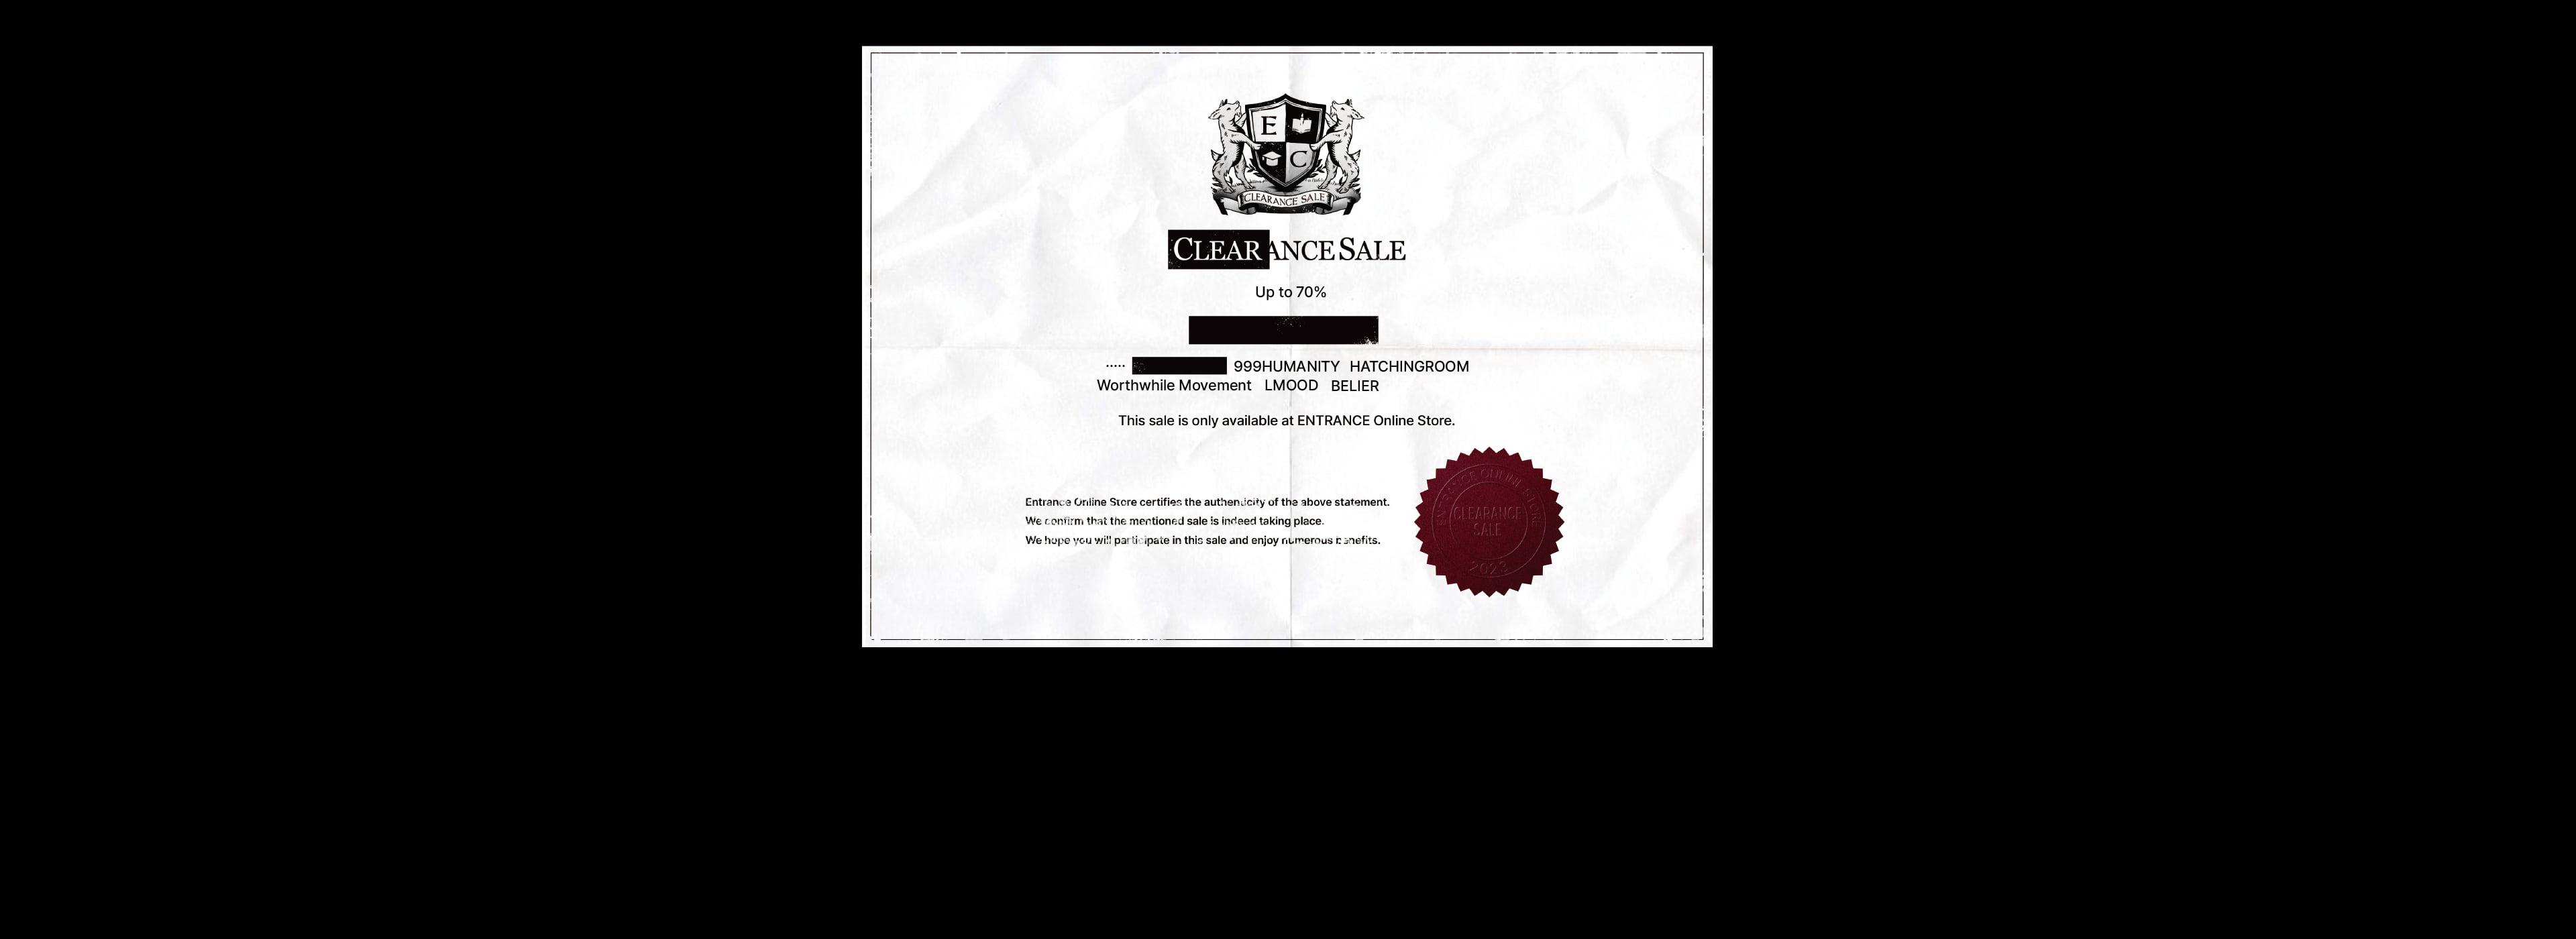 E
C
CLEARANCE SALE
CLEARANCE SALE
Up to 70%
..... 999HUMANITY HATCHINGROOM
Worthwhile Movement LMOOD BELIER
This sale is only available at ENTRANCE Online Store.
Entrance Online Store certifies the authenticity of the above statement.
We confirm that the mentioned sale is indeed taking place.
We hope you will participate in this sale and enjoy numerous benefits.
ENTRANCE ONLINE STORE
CLEARANCE
SALE
2023